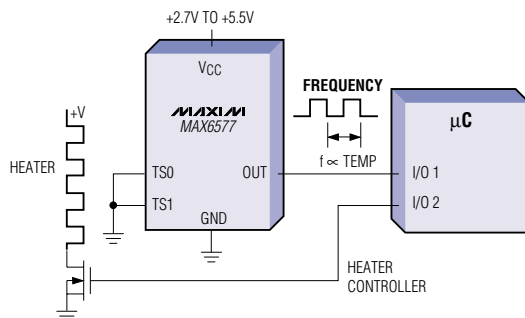 +2.7V TO +5.5V
VCC
MAXIM
MAX6577
FREQUENCY
f ∝ TEMP
μC
+V
HEATER
TS0
OUT
I/O 1
TS1
I/O 2
GND
HEATER
CONTROLLER